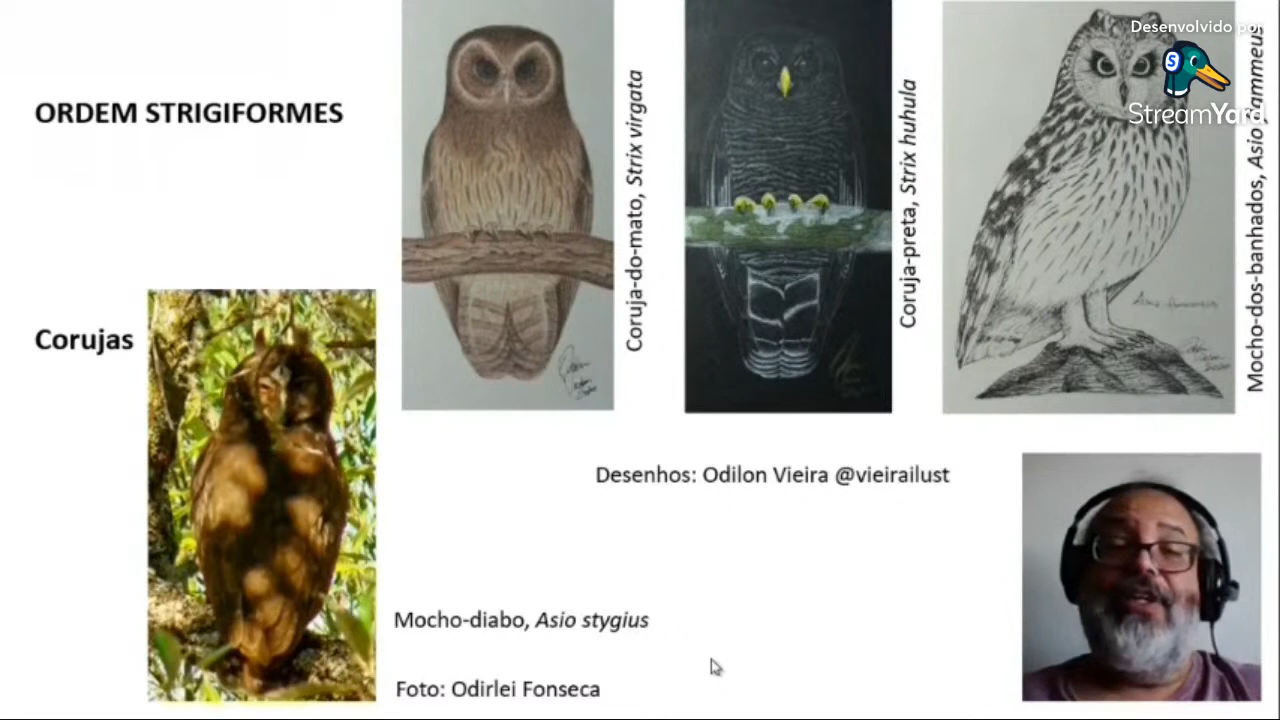 ORDEM STRIGIFORMES
Corujas
Coruja-do-mato, Strix virgata
Coruja-preta, Strix huhula
Mocho-dos-banhados, Asio flammeus
Desenvolvido por
StreamYard
Desenhos: Odilon Vieira @vieirailust
Mocho-diabo, Asio stygius
Foto: Odirlei Fonseca